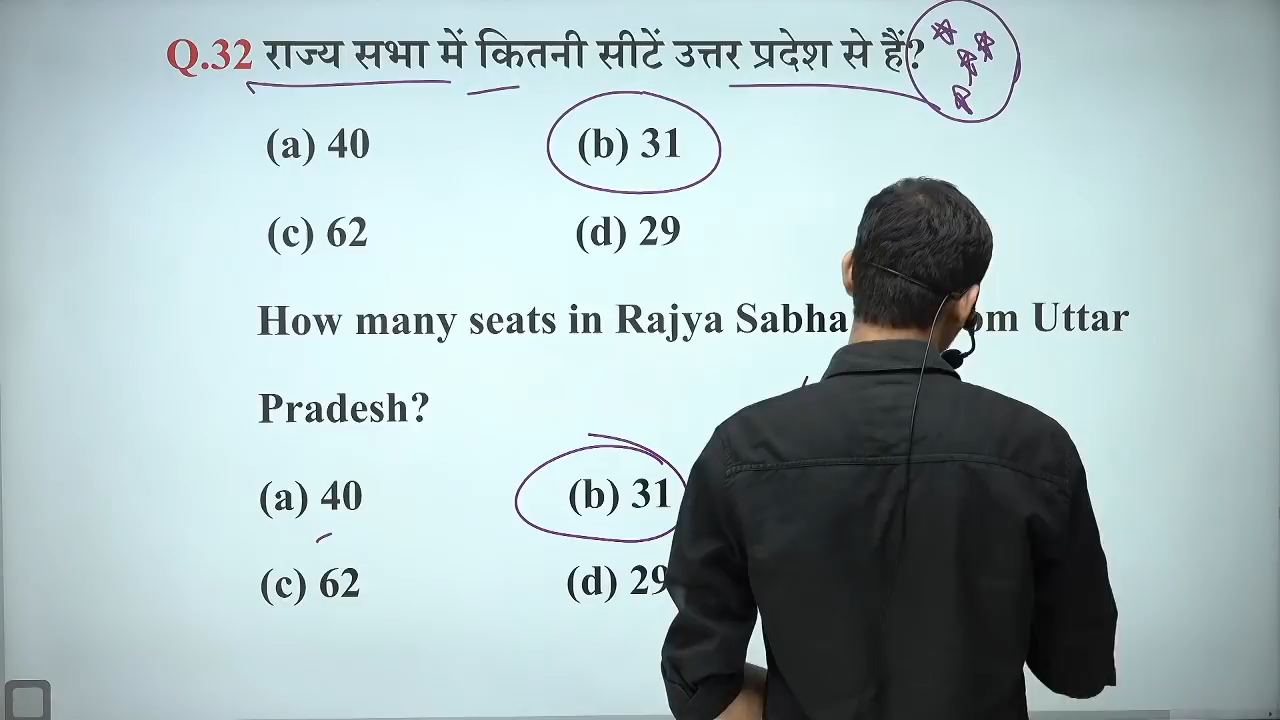 Q.32 राज्य सभा में कितनी सीटें उत्तर प्रदेश से हैं?
(a) 40 (b) 31
(c) 62 (d) 29
How many seats in Rajya Sabha Uttar
Pradesh?
(a) 40 (b) 31
(c) 62 (d) 29